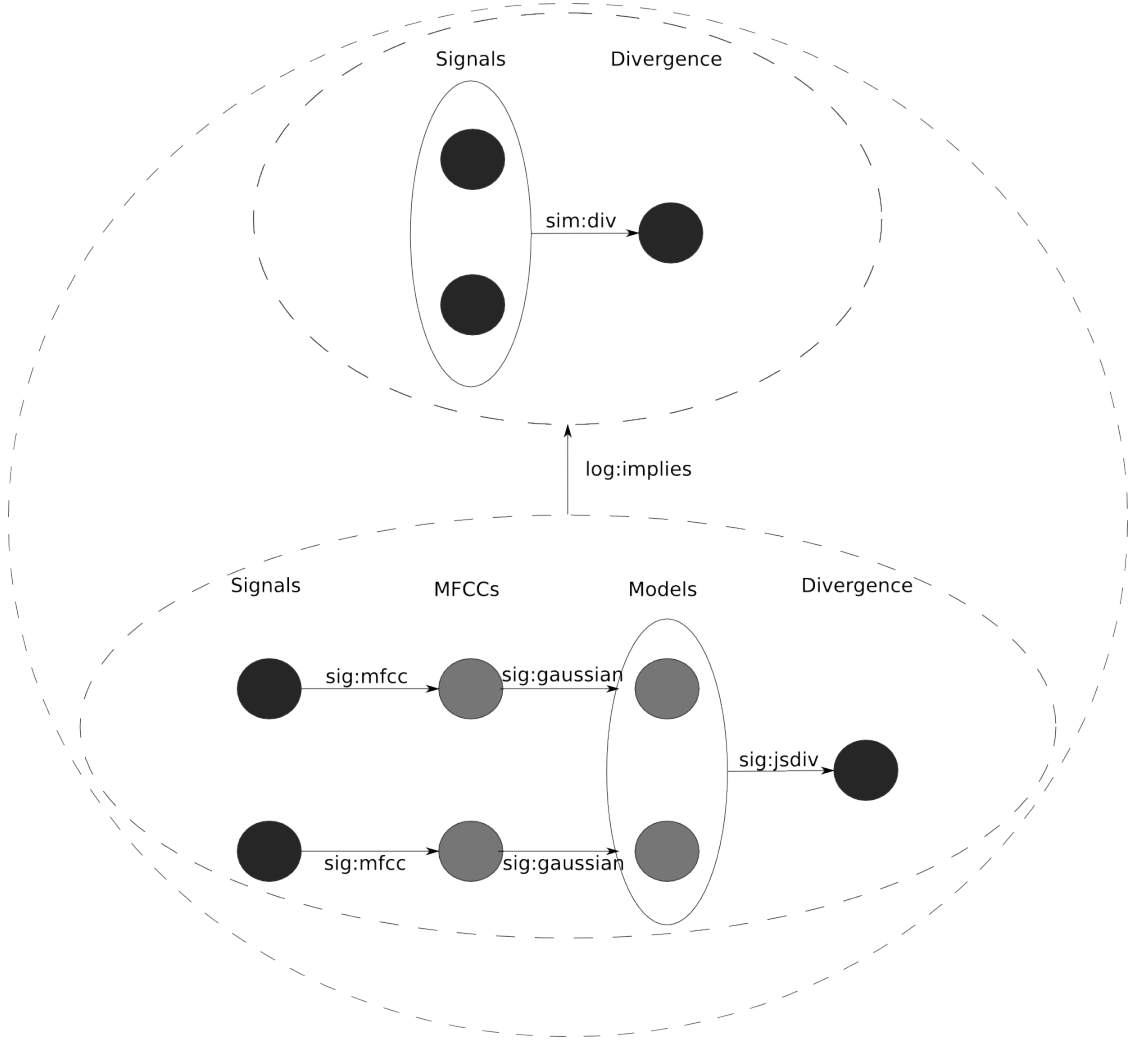 Signals
Divergence
sim:div
log:implies
Signals
MFCCs
Models
Divergence
sig:mfcc
sig:gaussian
sig:jsdiv
sig:mfcc
sig:gaussian